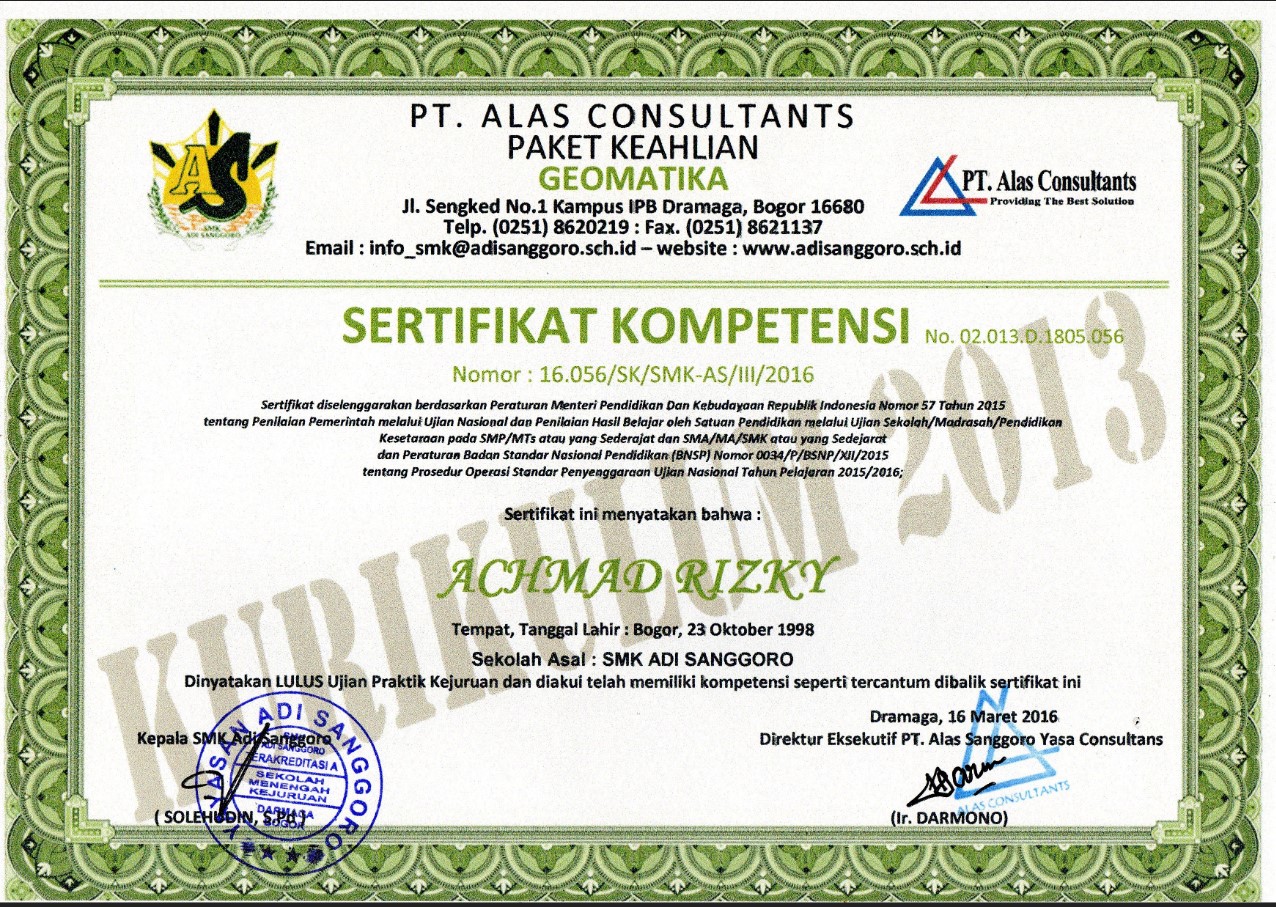 PT. ALAS CONSULTANTS
PAKET KEAHLIAN
GEOMATIKA
Jl. Sengked No.1 Kampus IPB Dramaga, Bogor 16680
Telp. (0251) 8620219 : Fax. (0251) 8621137
Email : info_smk@adisanggoro.sch.id – website : www.adisanggoro.sch.id
AS
SMK
ADI SANGGORO
PT. Alas Consultants
Providing The Best Solution
SERTIFIKAT KOMPETENSI No. 02.013.D.1805.056
Nomor : 16.056/SK/SMK-AS/III/2016
Sertifikat diselenggarakan berdasarkan Peraturan Menteri Pendidikan Dan Kebudayaan Republik Indonesia Nomor 57 Tahun 2015
tentang Penilaian Pemerintah melalui Ujian Nasional dan Penilaian Hasil Belajar oleh Satuan Pendidikan melalui Ujian Sekolah/Madrasah/Pendidikan
Kesetaraan pada SMP/MTs atau yang Sederajat dan SMA/MA/SMK atau yang Sedejarat
dan Peraturan Badan Standar Nasional Pendidikan (BNSP) Nomor 0034/P/BSNP/XII/2015
tentang Prosedur Operasi Standar Penyenggaraan Ujian Nasional Tahun Pelajaran 2015/2016;
Sertifikat ini menyatakan bahwa :
ACHMAD RIZKY
Tempat, Tanggal Lahir : Bogor, 23 Oktober 1998
Sekolah Asal : SMK ADI SANGGORO
Dinyatakan LULUS Ujian Praktik Kejuruan dan diakui telah memiliki kompetensi seperti tercantum dibalik sertifikat ini
KURIKULUM 2013
Dramaga, 16 Maret 2016
Kepala SMK Adi Sanggoro
Direktur Eksekutif PT. Alas Sanggoro Yasa Consultans
YAYASAN ADI SANGGORO
SMK
ADI SANGGORO
TERAKREDITASI A
SEKOLAH
MENENGAH
KEJURUAN
DARMAGA
BOGOR
ALAS CONSULTANTS
( SOLEHUDIN, S.Pd )
(Ir. DARMONO)